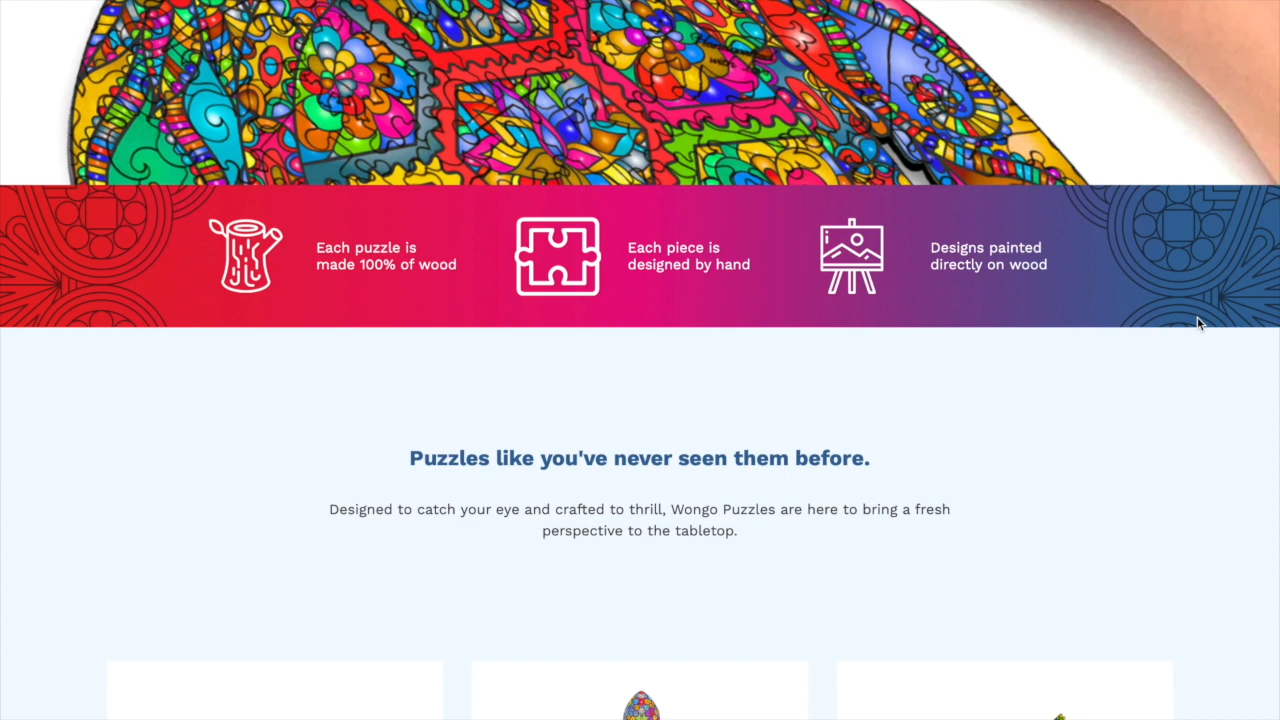 Each puzzle is
made 100% of wood
Each piece is
designed by hand
Designs painted
directly on wood
Puzzles like you've never seen them before.
Designed to catch your eye and crafted to thrill, Wongo Puzzles are here to bring a fresh
perspective to the tabletop.